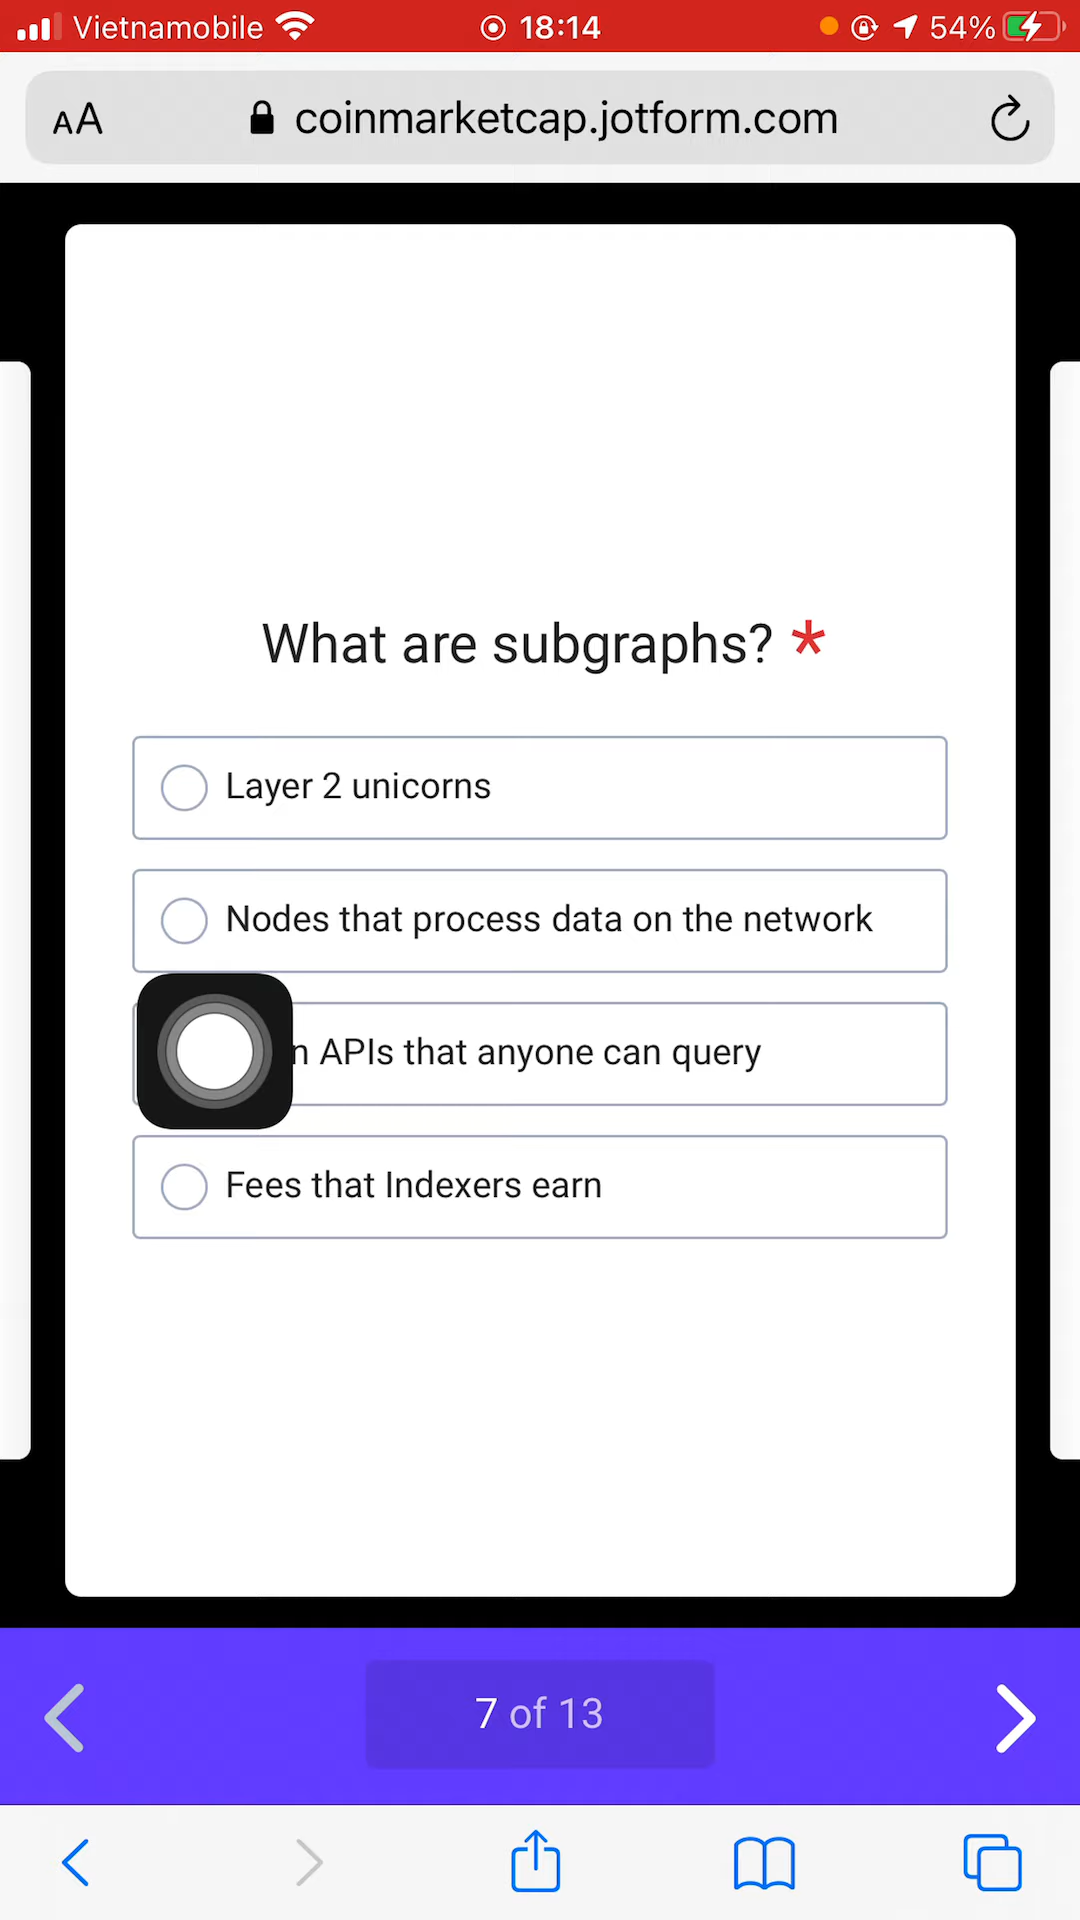 Vietnamobile 18:14 54%
AA coinmarketcap.jotform.com
What are subgraphs? *
Layer 2 unicorns
Nodes that process data on the network
APIs that anyone can query
Fees that Indexers earn
7 of 13